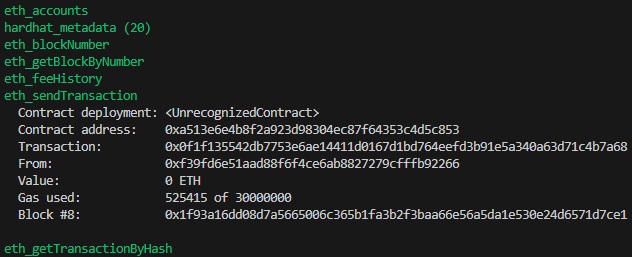 eth_accounts
hardhat_metadata (20)
eth_blockNumber
eth_getBlockByNumber
eth_feeHistory
eth_sendTransaction
Contract deployment: <UnrecognizedContract>
Contract address: 0xa513e6e4b8f2a923d98304ec87f64353c4d5c853
Transaction: 0x0f1f135542db7753e6ae14411d0167d1bd764eefd3b91e5a340a63d71c4b7a68
From: 0xf39fd6e51aad88f6f4ce6ab8827279cfffb92266
Value: 0 ETH
Gas used: 525415 of 30000000
Block #8: 0x1f93a16dd08d7a5665006c365b1fa3b2f3baa66e56a5da1e530e24d6571d7ce1
eth_getTransactionByHash